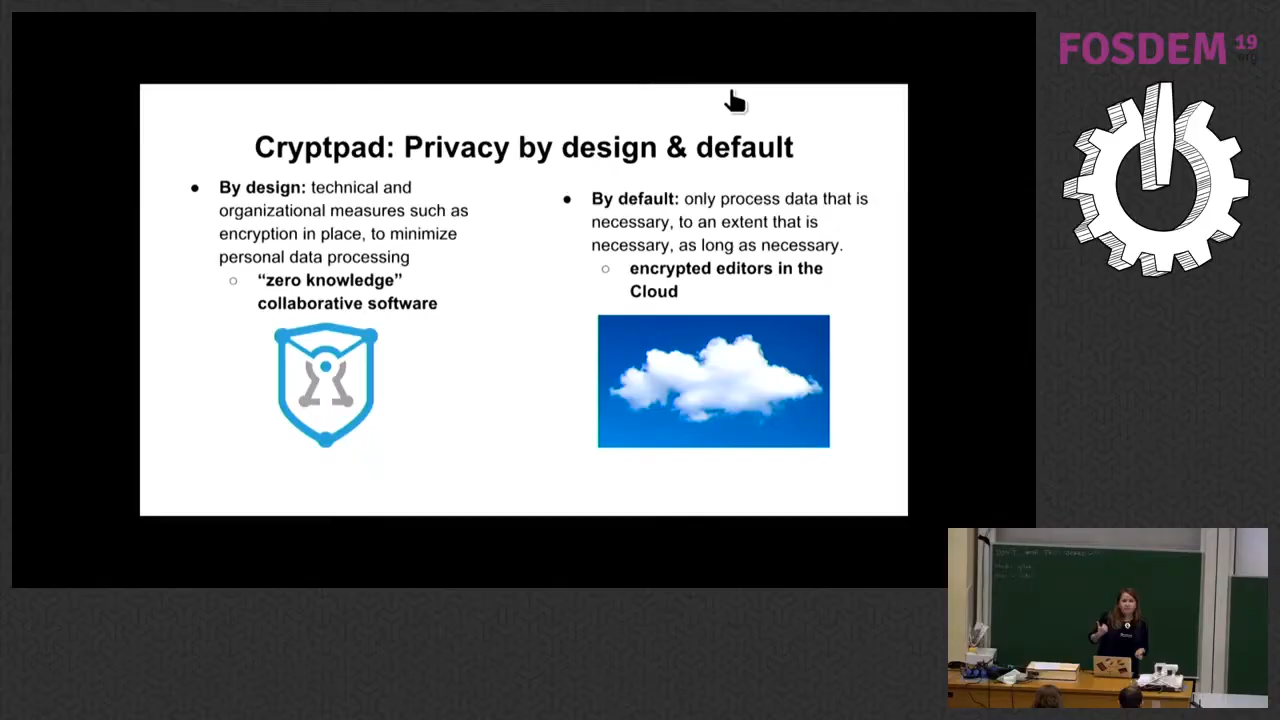 FOSDEM 19
.org
Cryptpad: Privacy by design & default
● By design: technical and
organizational measures such as
encryption in place, to minimize
personal data processing
○ “zero knowledge”
collaborative software
● By default: only process data that is
necessary, to an extent that is
necessary, as long as necessary.
○ encrypted editors in the
Cloud